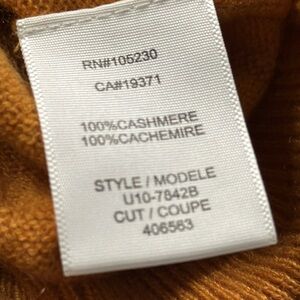 RN#105230
CA#19371
100%CASHMERE
100%CACHEMIRE
STYLE / MODELE
U10-7842B
CUT / COUPE
406563